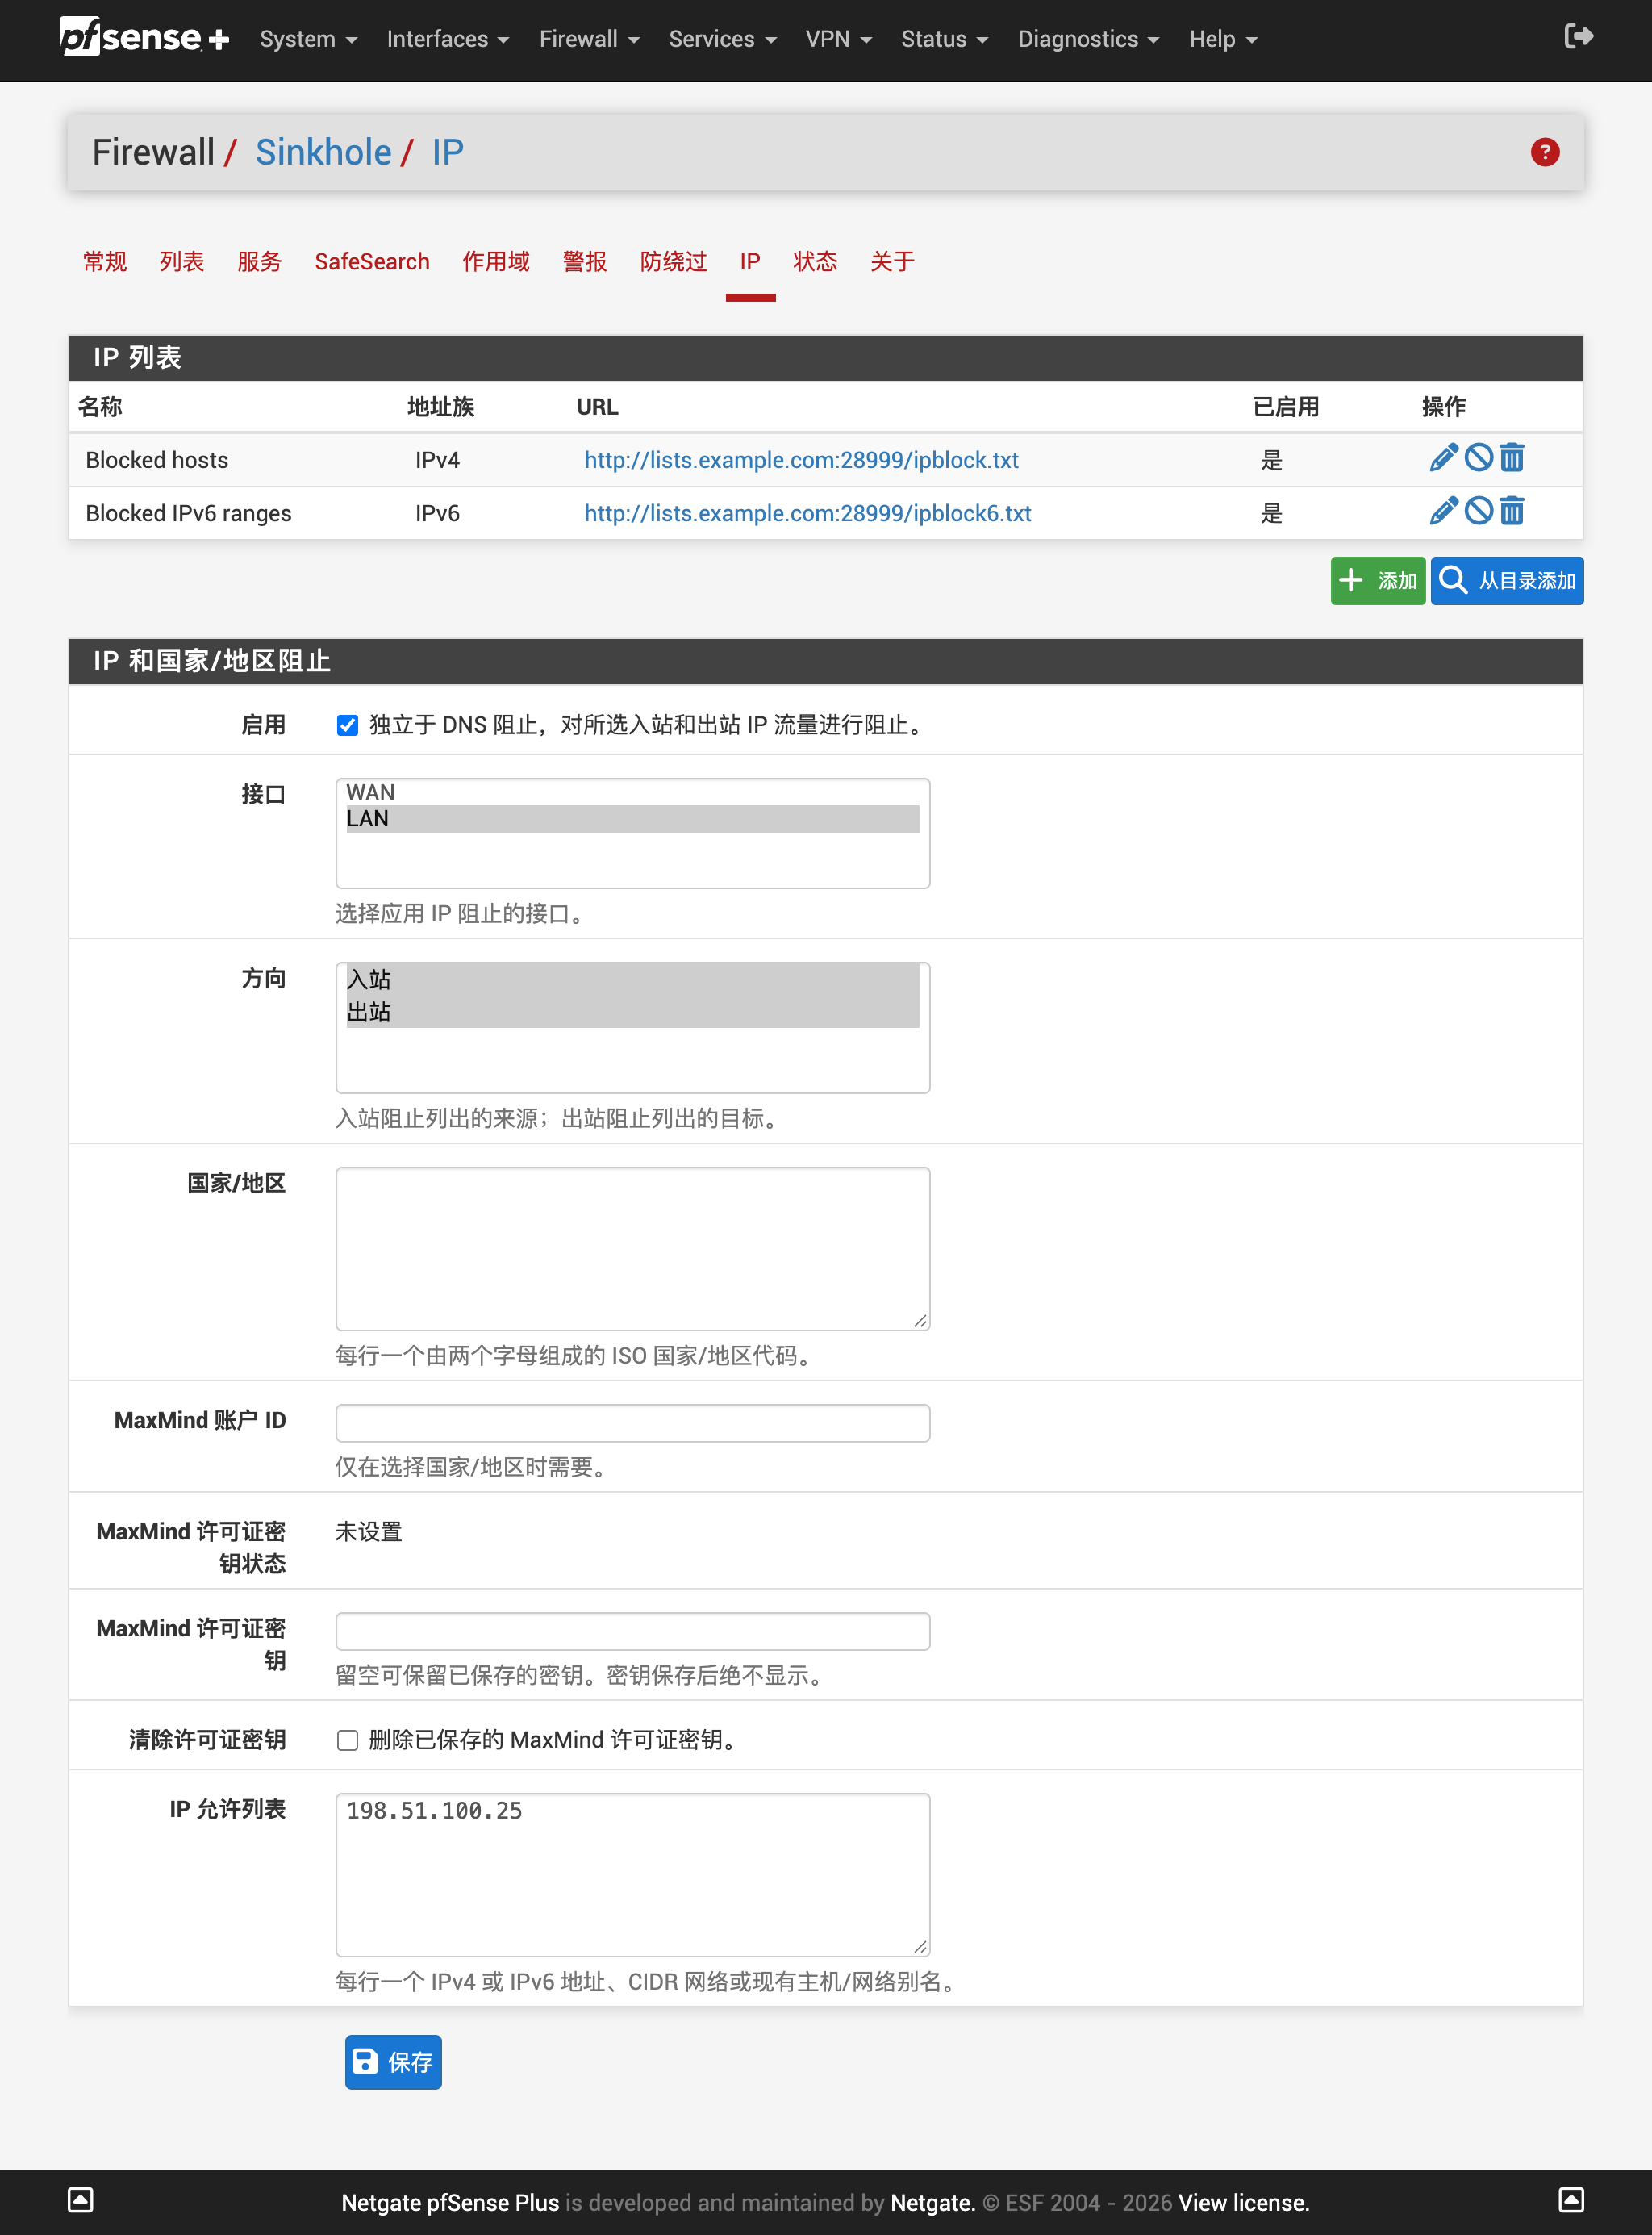 pfsense+ System Interfaces Firewall Services VPN Status Diagnostics Help
Firewall / Sinkhole / IP
常规 列表 服务 SafeSearch 作用域 警报 防绕过 IP 状态 关于
IP 列表
名称 地址族 URL 已启用 操作
Blocked hosts IPv4 http://lists.example.com:28999/ipblock.txt 是
Blocked IPv6 ranges IPv6 http://lists.example.com:28999/ipblock6.txt 是
添加 从目录添加
IP 和国家/地区阻止
启用 独立于 DNS 阻止，对所选入站和出站 IP 流量进行阻止。
接口 WAN
LAN
选择应用 IP 阻止的接口。
方向 入站
出站
入站阻止列出的来源；出站阻止列出的目标。
国家/地区
每行一个由两个字母组成的 ISO 国家/地区代码。
MaxMind 账户 ID
仅在选择国家/地区时需要。
MaxMind 许可证密 未设置
钥状态
MaxMind 许可证密
钥
留空可保留已保存的密钥。密钥保存后绝不显示。
清除许可证密钥 删除已保存的 MaxMind 许可证密钥。
IP 允许列表 198.51.100.25
每行一个 IPv4 或 IPv6 地址、CIDR 网络或现有主机/网络别名。
保存
Netgate pfSense Plus is developed and maintained by Netgate. © ESF 2004 - 2026 View license.